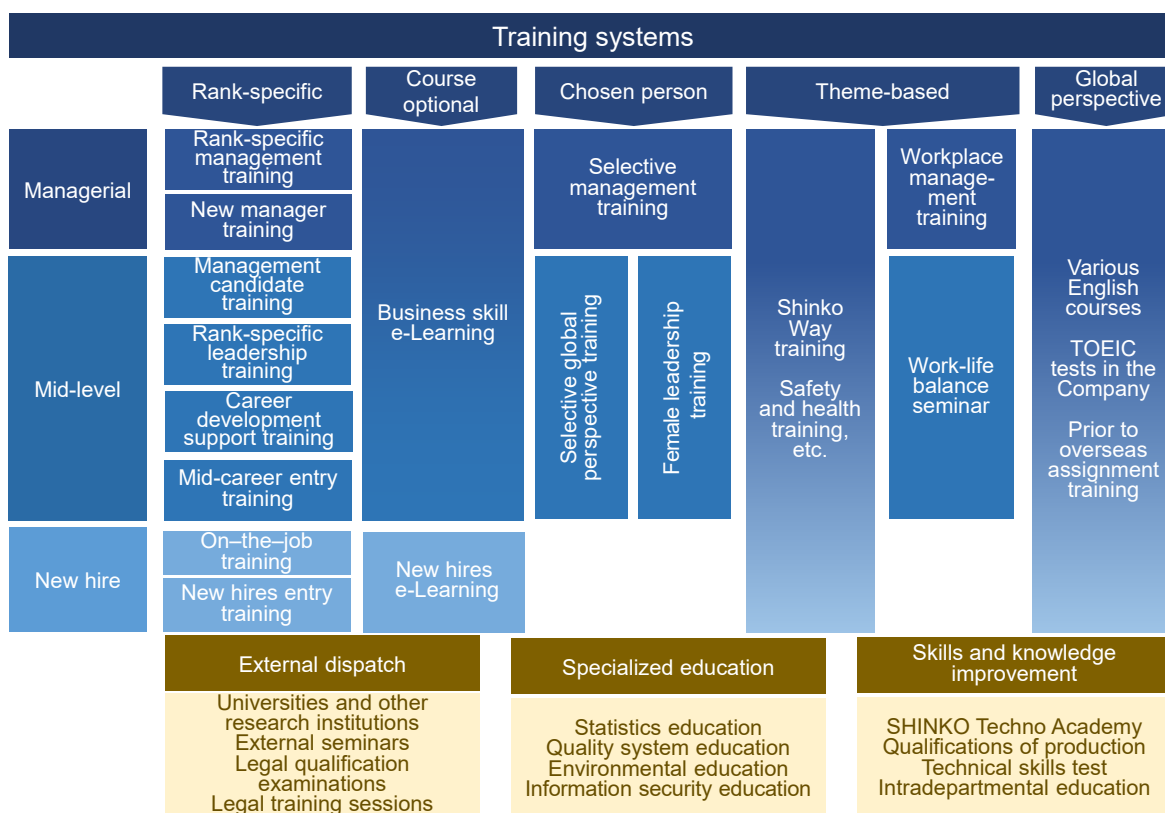 Training systems
Rank-specific
Course
optional
Chosen person
Theme-based
Global
perspective
Managerial
Rank-specific
management
training
New manager
training
Selective
management
training
Workplace
manage-
ment
training
Mid-level
Management
candidate
training
Rank-specific
leadership
training
Career
development
support training
Mid-career entry
training
Business skill
e-Learning
Selective global
perspective training
Female leadership
training
Shinko
Way
training
Safety
and health
training,
etc.
Work-life
balance
seminar
Various
English
courses
TOEIC
tests in the
Company
Prior to
overseas
assignment
training
New hire
On–the–job
training
New hires entry
training
New hires
e-Learning
External dispatch
Universities and other
research institutions
External seminars
Legal qualification
examinations
Legal training sessions
Specialized education
Statistics education
Quality system education
Environmental education
Information security education
Skills and knowledge
improvement
SHINKO Techno Academy
Qualifications of production
Technical skills test
Intradepartmental education